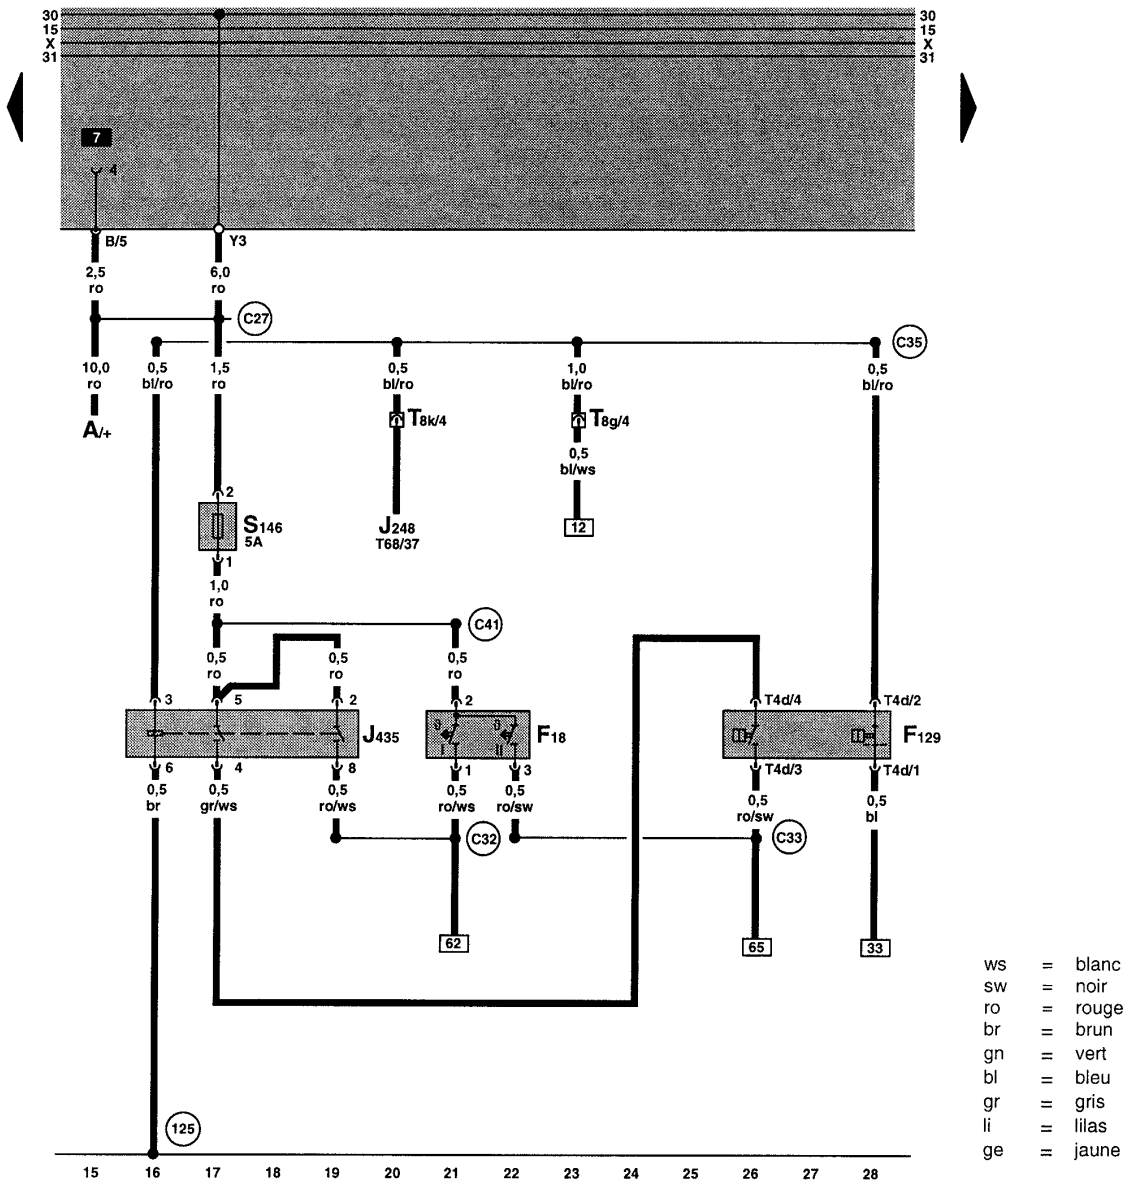 30 30
15 15
X X
31 31
7
4
B/5 Y3
2,5 6,0
ro ro
C27
C35
10,0 0,5 1,5 0,5 1,0 0,5
ro bl/ro ro bl/ro bl/ro bl/ro
A/+ T8k/4 T8g/4
0,5
bl/ws
2
S146 J248 12
5A T68/37
1
1,0
ro
C41
0,5 0,5 0,5
ro ro ro
3 5 2 2 T4d/4 T4d/2
J435 F18 F129
I II
6 4 8 1 3 T4d/3 T4d/1
0,5 0,5 0,5 0,5 0,5 0,5 0,5
br gr/ws ro/ws ro/ws ro/sw ro/sw bl
C32 C33
62 65 33
ws = blanc
sw = noir
ro = rouge
br = brun
gn = vert
bl = bleu
gr = gris
li = lilas
ge = jaune
125
15 16 17 18 19 20 21 22 23 24 25 26 27 28